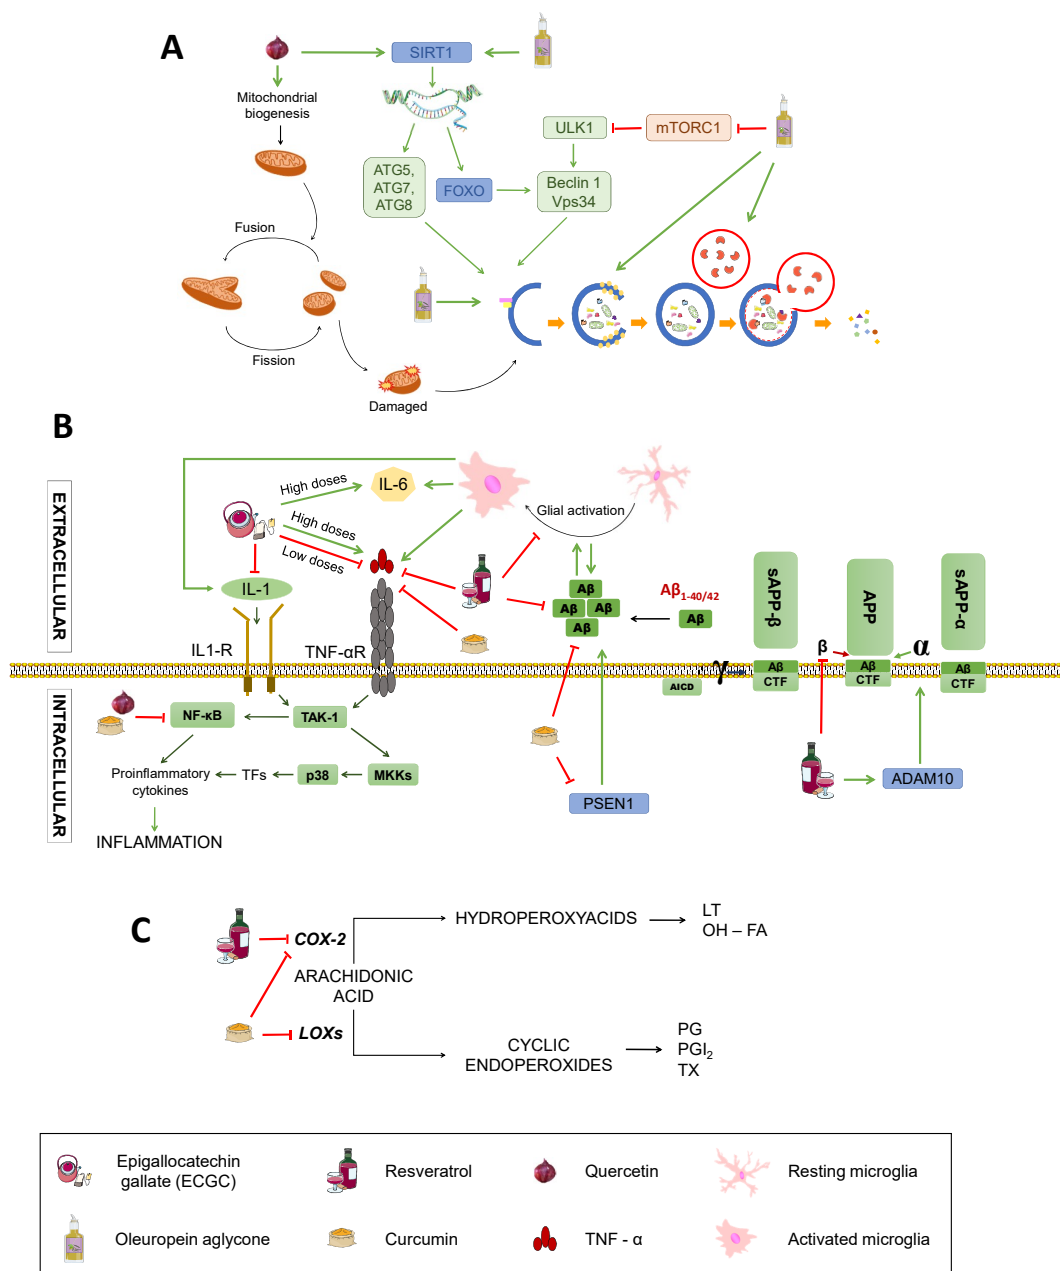 A
SIRT1
Mitochondrial
biogenesis
ULK1
mTORC1
ATG5,
ATG7,
ATG8
FOXO
Beclin 1
Vps34
Fusion
Fission
Damaged
B
EXTRACELLULAR
INTRACELLULAR
High doses
IL-6
High doses
Low doses
Glial activation
IL-1
IL1-R
TNF-αR
Aβ
Aβ
Aβ
Aβ
Aβ1-40/42
Aβ
sAPP-β
APP
sAPP-α
β
α
γ
Aβ
CTF
Aβ
CTF
Aβ
CTF
AICD
NF-κB
TAK-1
Proinflammatory
cytokines
TFs
p38
MKKs
INFLAMMATION
PSEN1
ADAM10
C
COX-2
ARACHIDONIC
ACID
LOXs
HYDROPEROXYACIDS
LT
OH – FA
CYCLIC
ENDOPEROXIDES
PG
PGI2
TX
Epigallocatechin
gallate (ECGC)
Resveratrol
Quercetin
Resting microglia
Oleuropein aglycone
Curcumin
TNF - α
Activated microglia